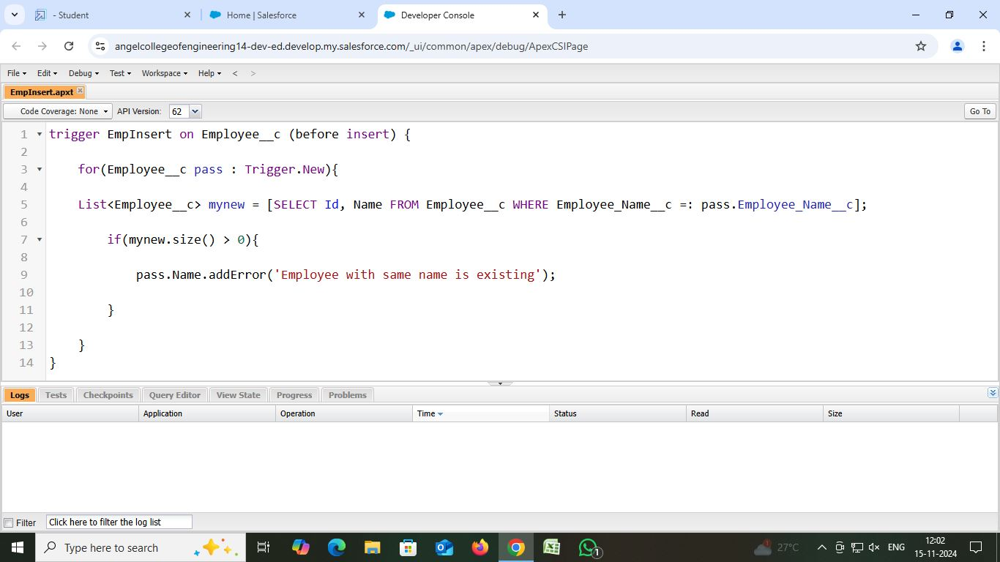 - Student
Home | Salesforce
Developer Console
angelcollegeofengineering14-dev-ed.develop.my.salesforce.com/_ui/common/apex/debug/ApexCSIPage
File Edit Debug Test Workspace Help < >
EmpInsert.apxt
Code Coverage: None API Version: 62 Go To
1 trigger EmpInsert on Employee__c (before insert) {
2
3 for(Employee__c pass : Trigger.New){
4
5 List<Employee__c> mynew = [SELECT Id, Name FROM Employee__c WHERE Employee_Name__c =: pass.Employee_Name__c];
6
7 if(mynew.size() > 0){
8
9 pass.Name.addError('Employee with same name is existing');
10
11 }
12
13 }
14 }
Logs Tests Checkpoints Query Editor View State Progress Problems
User Application Operation Time Status Read Size
Filter Click here to filter the log list
Type here to search
1
1
27°C
ENG
12:02
15-11-2024